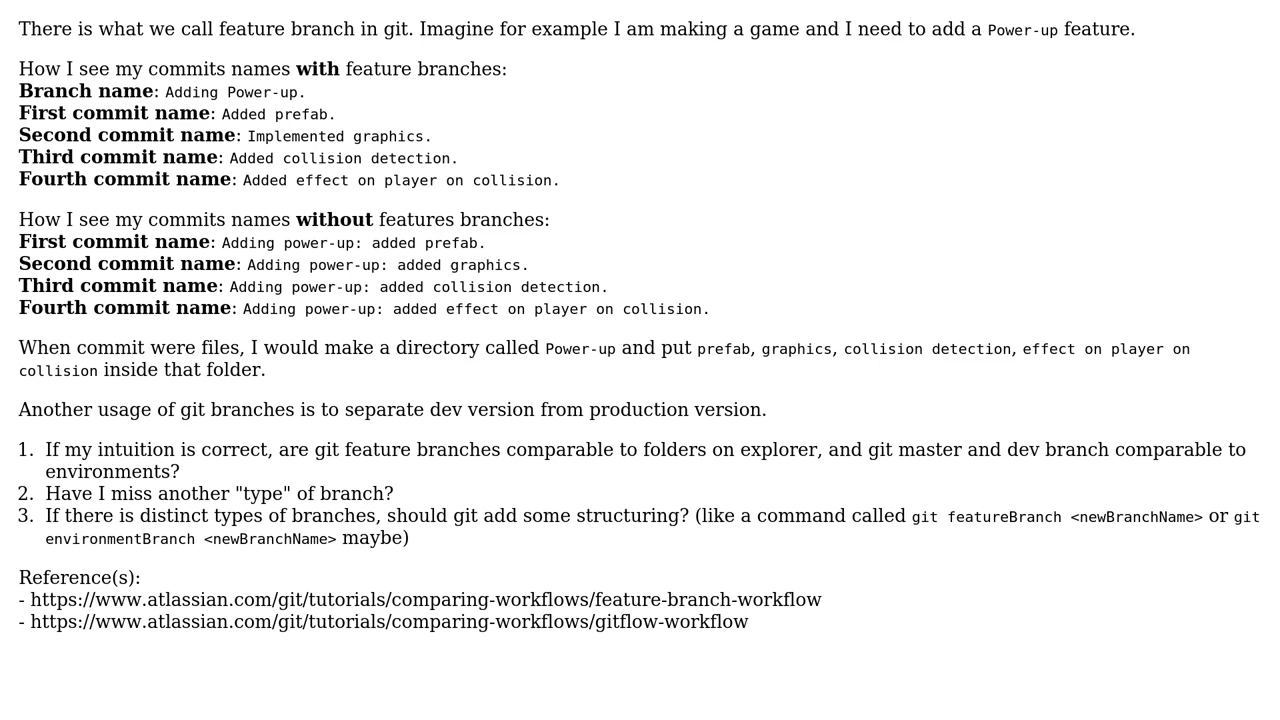 There is what we call feature branch in git. Imagine for example I am making a game and I need to add a Power-up feature.
How I see my commits names with feature branches:
Branch name: Adding Power-up.
First commit name: Added prefab.
Second commit name: Implemented graphics.
Third commit name: Added collision detection.
Fourth commit name: Added effect on player on collision.
How I see my commits names without features branches:
First commit name: Adding power-up: added prefab.
Second commit name: Adding power-up: added graphics.
Third commit name: Adding power-up: added collision detection.
Fourth commit name: Adding power-up: added effect on player on collision.
When commit were files, I would make a directory called Power-up and put prefab, graphics, collision detection, effect on player on
collision inside that folder.
Another usage of git branches is to separate dev version from production version.
1. If my intuition is correct, are git feature branches comparable to folders on explorer, and git master and dev branch comparable to
environments?
2. Have I miss another "type" of branch?
3. If there is distinct types of branches, should git add some structuring? (like a command called git featureBranch <newBranchName> or git
environmentBranch <newBranchName> maybe)
Reference(s):
- https://www.atlassian.com/git/tutorials/comparing-workflows/feature-branch-workflow
- https://www.atlassian.com/git/tutorials/comparing-workflows/gitflow-workflow